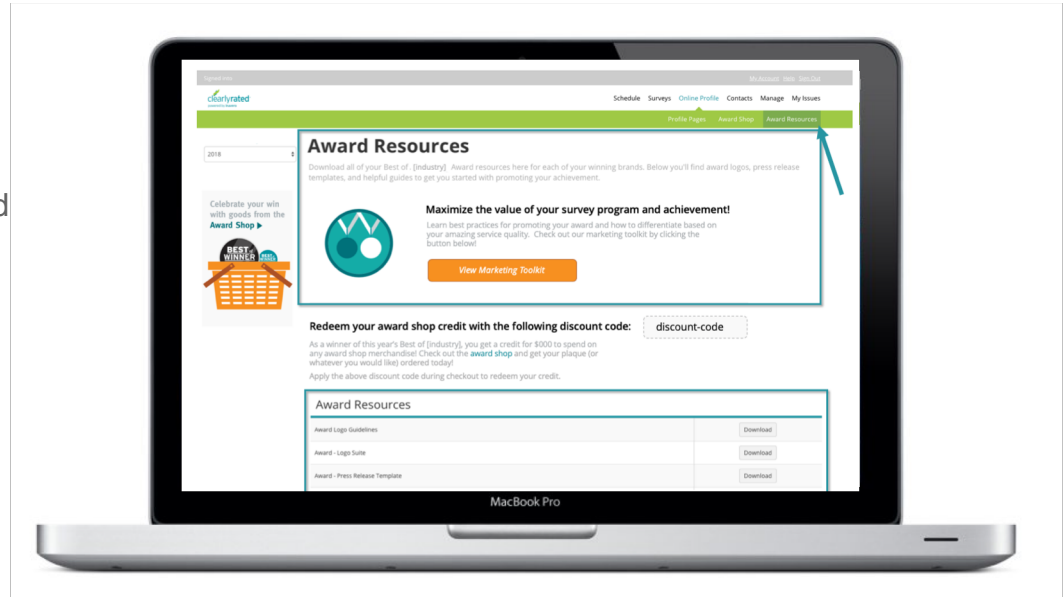 Signed into
My Account Help Sign Out
clearlyrated
Schedule Surveys Online Profile Contacts Manage My Issues
Profile Pages Award Shop Award Resources
2018
Award Resources
Download all of your Best of . [industry] Award resources here for each of your winning brands. Below you'll find award logos, press release
templates, and helpful guides to get you started with promoting your achievement.
Celebrate your win
with goods from the
Award Shop
BEST of
WINNER
Maximize the value of your survey program and achievement!
Learn best practices for promoting your award and how to differentiate based on
your amazing service quality. Check out our marketing toolkit by clicking the
button below!
View Marketing Toolkit
Redeem your award shop credit with the following discount code:
discount-code
As a winner of this year's Best of [industry], you get a credit for $000 to spend on
any award shop merchandise! Check out the award shop and get your plaque (or
whatever you would like) ordered today!
Apply the above discount code during checkout to redeem your credit.
Award Resources
Award Logo Guidelines Download
Award - Logo Suite Download
Award - Press Release Template Download
MacBook Pro
d